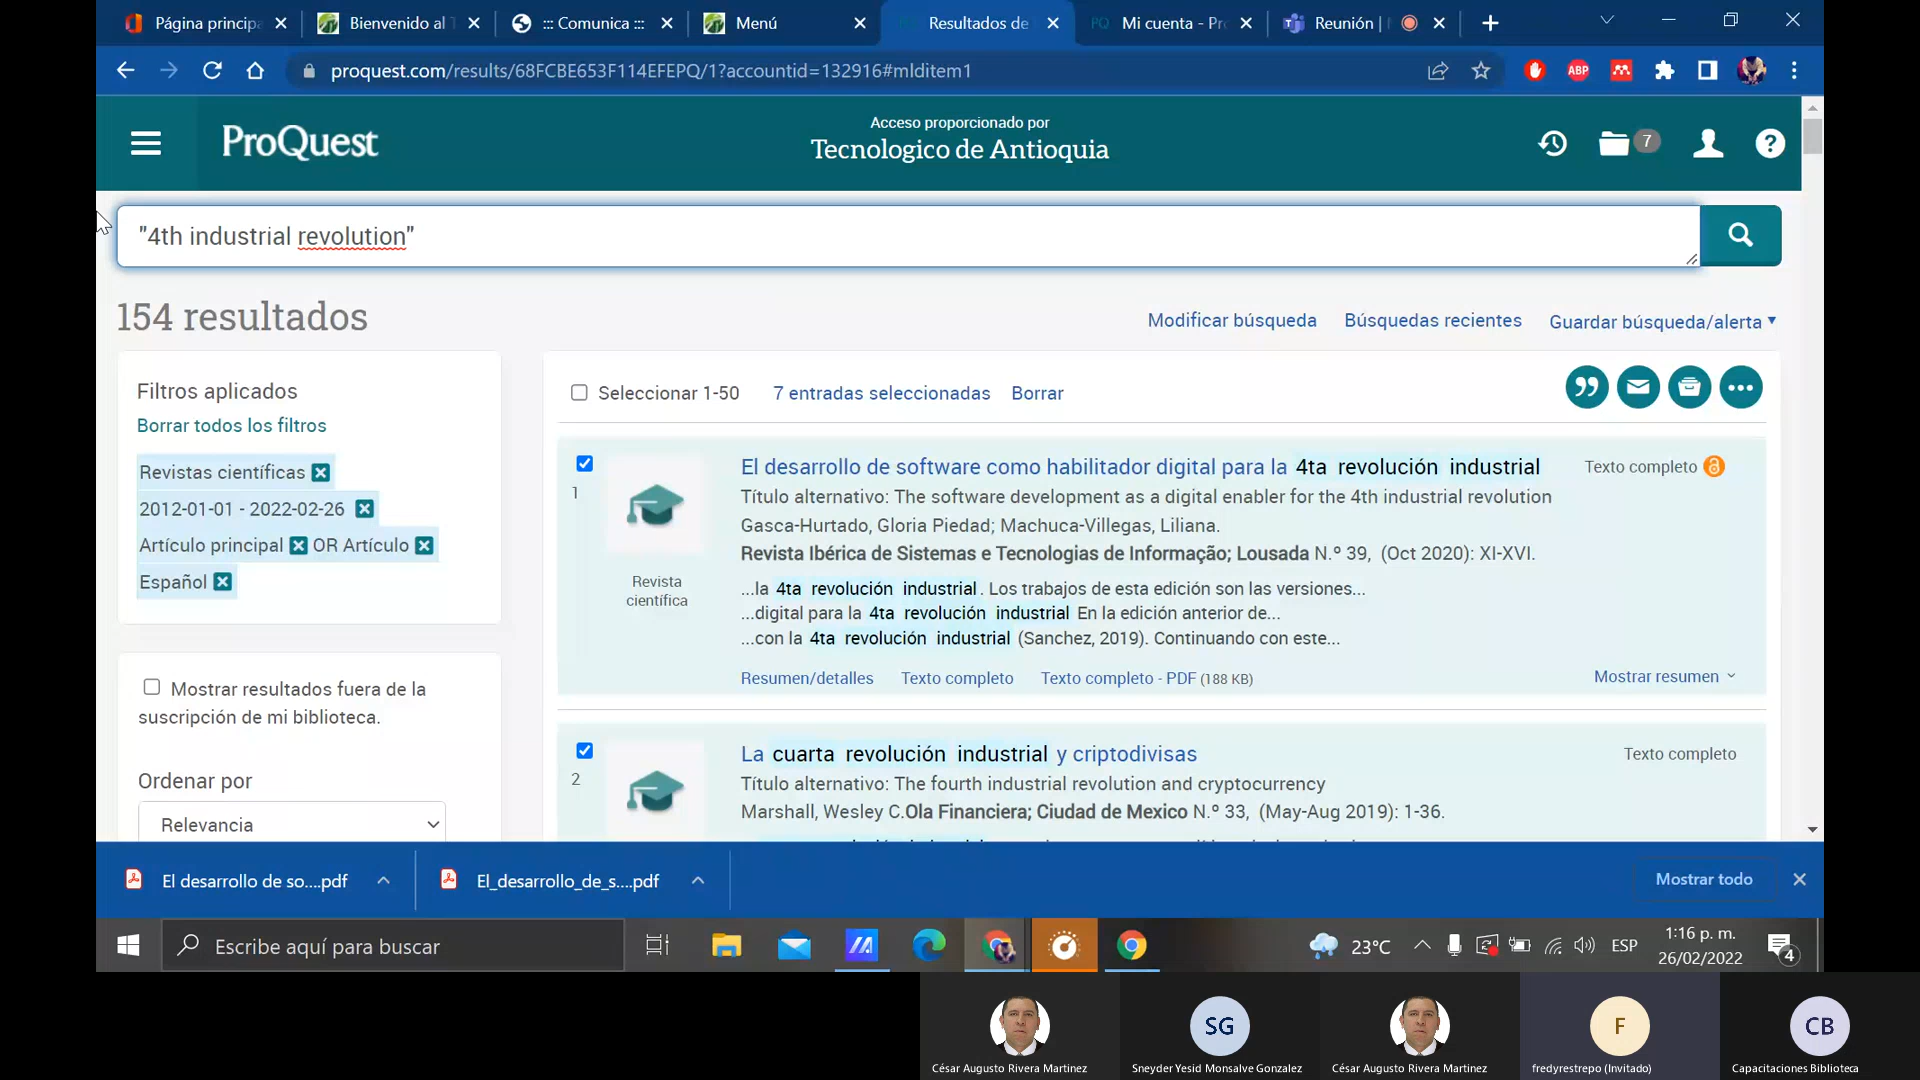 Página principa
Bienvenido al T
::: Comunica :::
Menú
Resultados de
Mi cuenta - Pro
Reunión |
proquest.com/results/68FCBE653F114EFEPQ/1?accountid=132916#mlditem1
ABP
ProQuest
Acceso proporcionado por
Tecnologico de Antioquia
7
"4th industrial revolution"
154 resultados
Modificar búsqueda
Búsquedas recientes
Guardar búsqueda/alerta
Filtros aplicados
Borrar todos los filtros
Revistas científicas
2012-01-01 - 2022-02-26
Artículo principal OR Artículo
Español
Mostrar resultados fuera de la
suscripción de mi biblioteca.
Ordenar por
Relevancia
Seleccionar 1-50
7 entradas seleccionadas
Borrar
1
Revista
científica
El desarrollo de software como habilitador digital para la 4ta revolución industrial
Texto completo
Título alternativo: The software development as a digital enabler for the 4th industrial revolution
Gasca-Hurtado, Gloria Piedad; Machuca-Villegas, Liliana.
Revista Ibérica de Sistemas e Tecnologias de Informação; Lousada N.º 39, (Oct 2020): XI-XVI.
...la 4ta revolución industrial. Los trabajos de esta edición son las versiones...
...digital para la 4ta revolución industrial En la edición anterior de...
...con la 4ta revolución industrial (Sanchez, 2019). Continuando con este...
Resumen/detalles
Texto completo
Texto completo - PDF (188 KB)
Mostrar resumen
2
La cuarta revolución industrial y criptodivisas
Texto completo
Título alternativo: The fourth industrial revolution and cryptocurrency
Marshall, Wesley C.Ola Financiera; Ciudad de Mexico N.º 33, (May-Aug 2019): 1-36.
El desarrollo de so....pdf
El_desarrollo_de_s....pdf
Mostrar todo
Escribe aquí para buscar
23°C
ESP
1:16 p. m.
26/02/2022
4
SG
F
CB
César Augusto Rivera Martinez
Sneyder Yesid Monsalve Gonzalez
César Augusto Rivera Martinez
fredyrestrepo (Invitado)
Capacitaciones Biblioteca